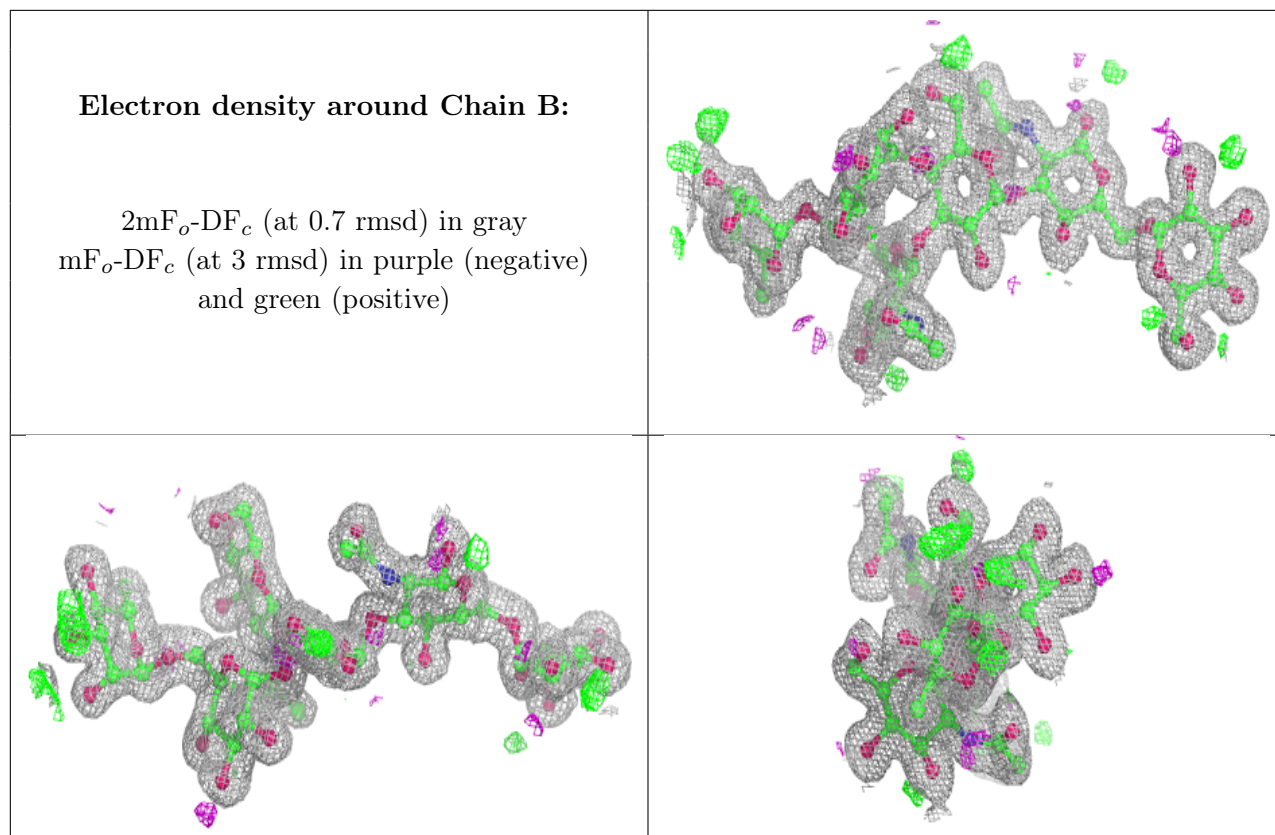 Electron density around Chain B:
2mFo-DFc (at 0.7 rmsd) in gray
mFo-DFc (at 3 rmsd) in purple (negative)
and green (positive)